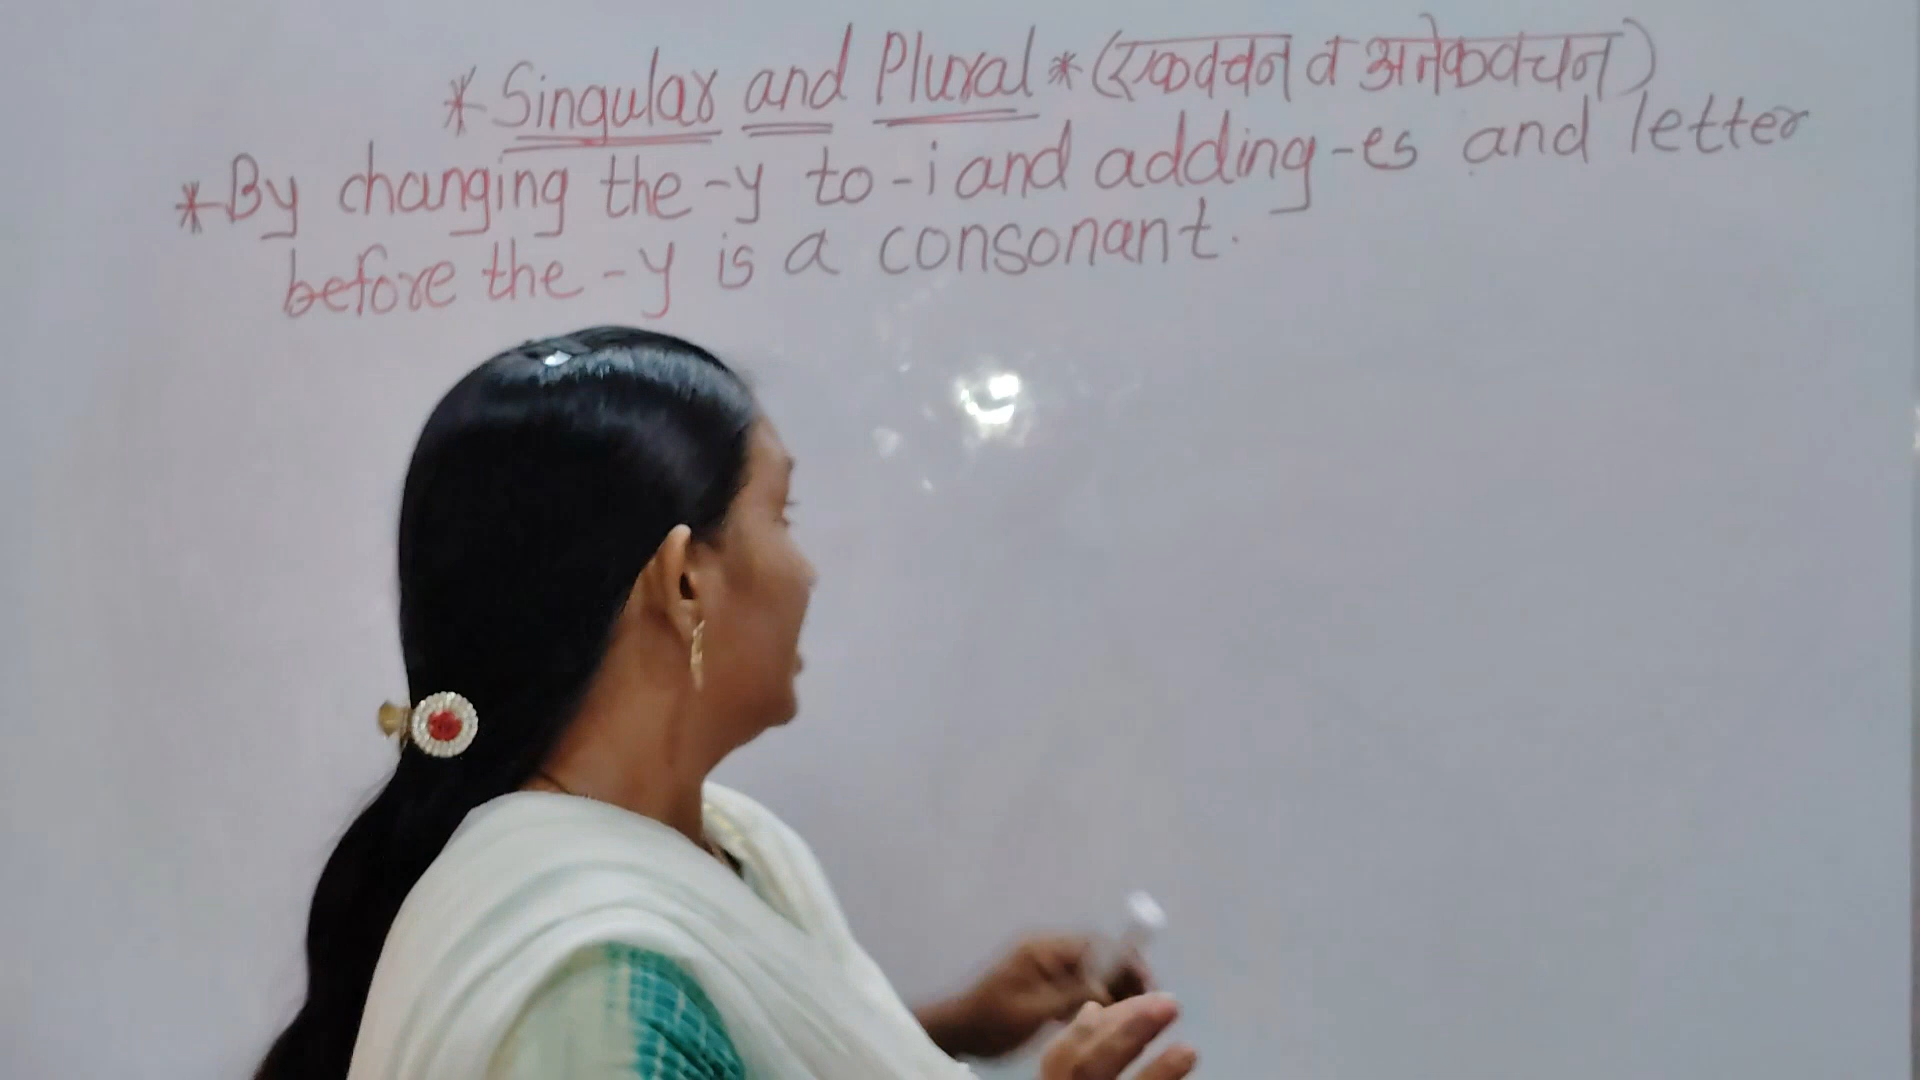 * Singular and Plural * (एकवचन व अनेकवचन)
* By changing the -y to -i and adding -es and letter
before the -y is a consonant.